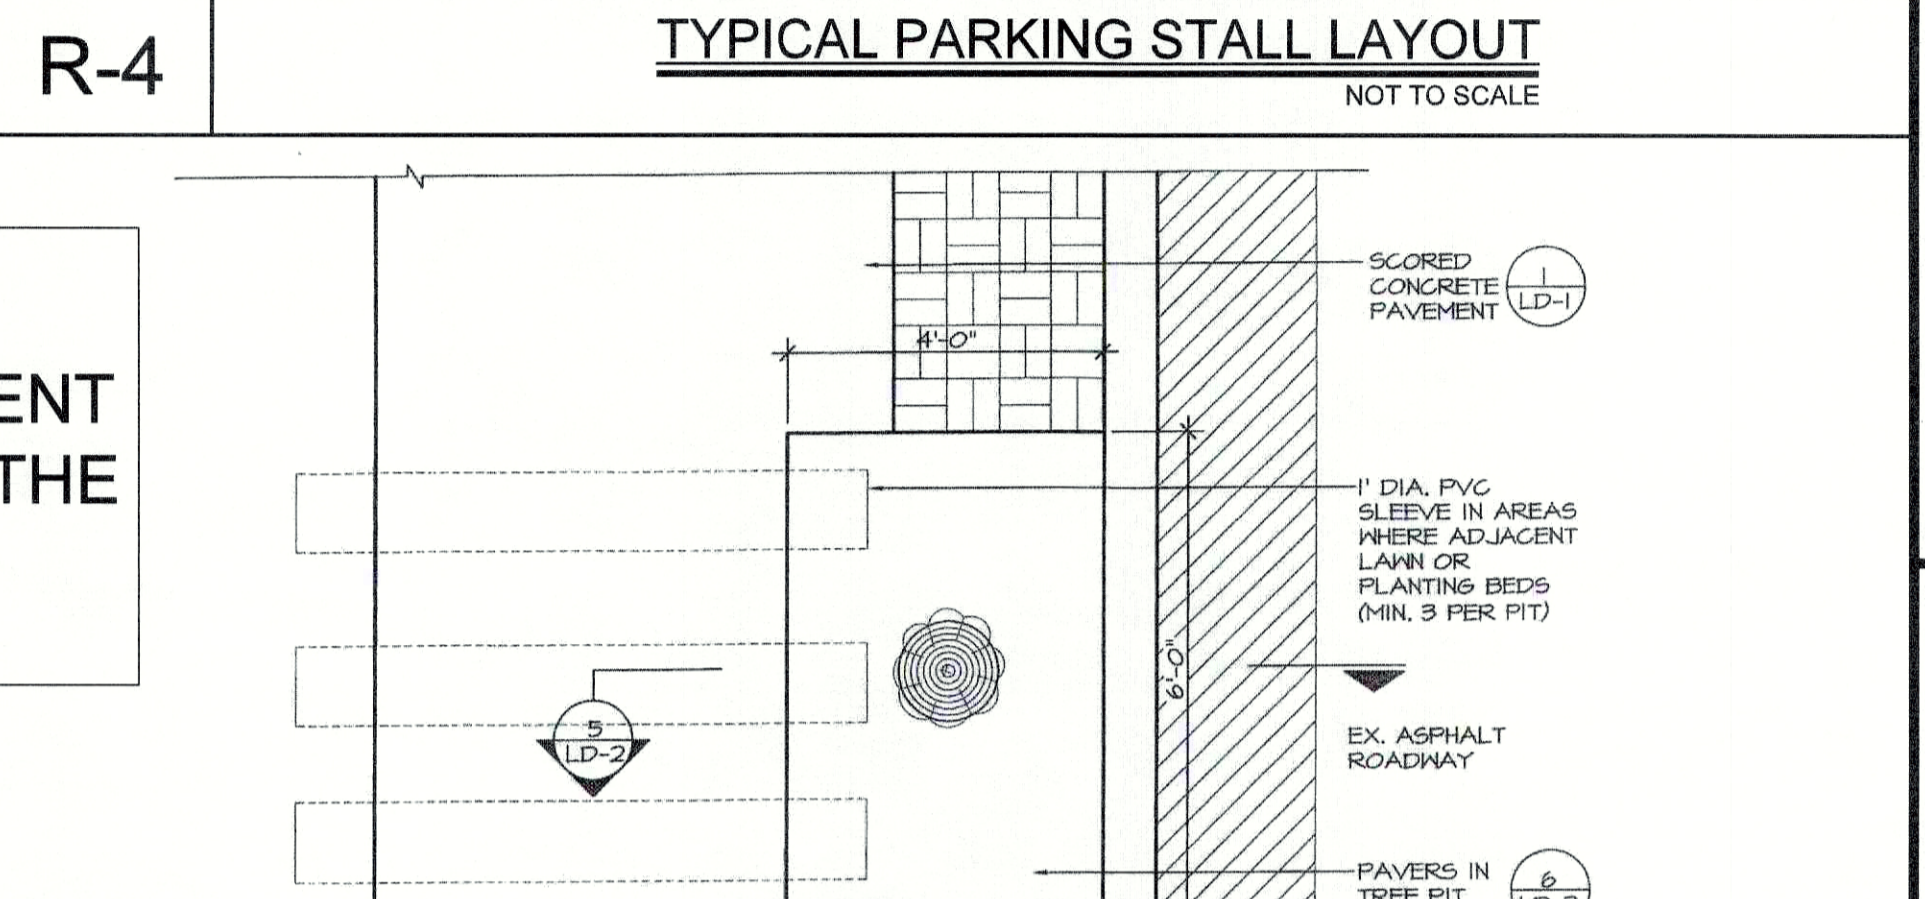 R-4
TYPICAL PARKING STALL LAYOUT
NOT TO SCALE
ENT
THE
SCORED
CONCRETE
PAVEMENT
1
LD-1
4'-0"
1' DIA. PVC
SLEEVE IN AREAS
WHERE ADJACENT
LAWN OR
PLANTING BEDS
(MIN. 3 PER PIT)
6'-0"
5
LD-2
EX. ASPHALT
ROADWAY
PAVERS IN
TREE PIT
6